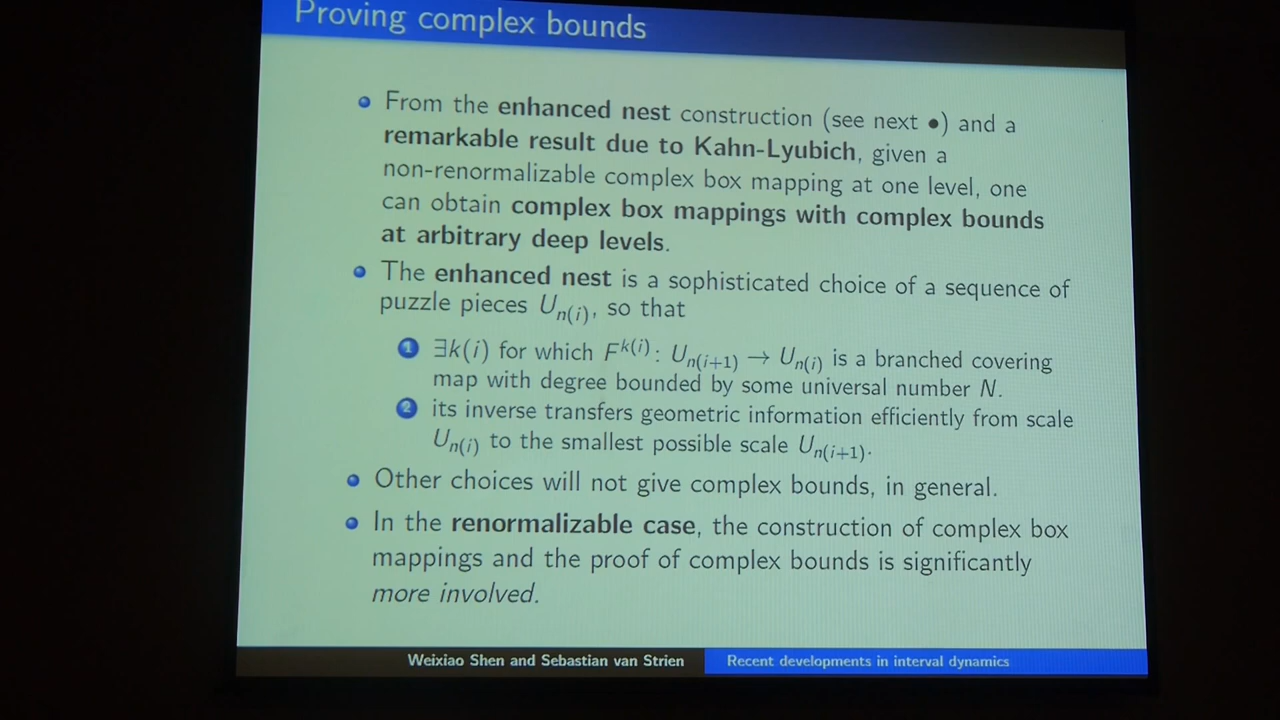 Proving complex bounds
From the enhanced nest construction (see next •) and a
remarkable result due to Kahn-Lyubich, given a
non-renormalizable complex box mapping at one level, one
can obtain complex box mappings with complex bounds
at arbitrary deep levels.
The enhanced nest is a sophisticated choice of a sequence of
puzzle pieces U_{n(i)}, so that
1 ∃k(i) for which F^{k(i)}: U_{n(i+1)} → U_{n(i)} is a branched covering
map with degree bounded by some universal number N.
2 its inverse transfers geometric information efficiently from scale
U_{n(i)} to the smallest possible scale U_{n(i+1)}.
Other choices will not give complex bounds, in general.
In the renormalizable case, the construction of complex box
mappings and the proof of complex bounds is significantly
more involved.
Weixiao Shen and Sebastian van Strien Recent developments in interval dynamics